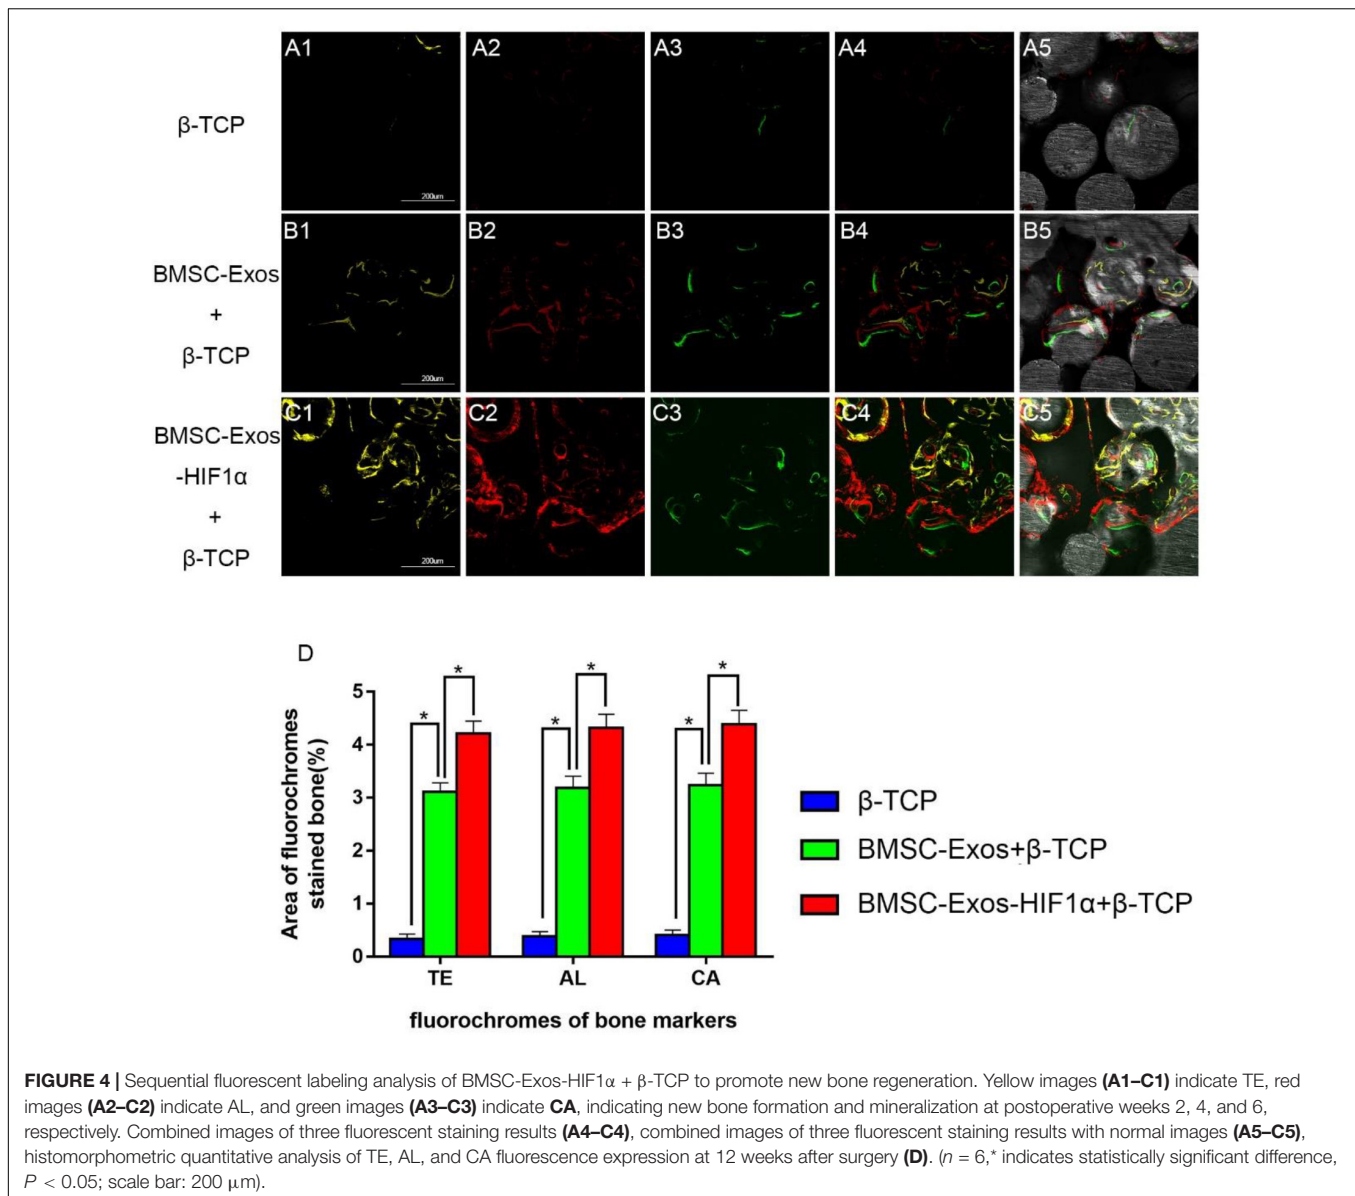 A1 A2 A3 A4 A5
β-TCP
200um
B1 B2 B3 B4 B5
BMSC-Exos
+
β-TCP
200um
C1 C2 C3 C4 C5
BMSC-Exos
-HIF1α
+
β-TCP
200um
D
* * * * * *
Area of fluorochromes
stained bone(%)
5
4
3
2
1
0
TE AL CA
fluorochromes of bone markers
β-TCP
BMSC-Exos+β-TCP
BMSC-Exos-HIF1α+β-TCP
FIGURE 4 | Sequential fluorescent labeling analysis of BMSC-Exos-HIF1α + β-TCP to promote new bone regeneration. Yellow images (A1–C1) indicate TE, red
images (A2–C2) indicate AL, and green images (A3–C3) indicate CA, indicating new bone formation and mineralization at postoperative weeks 2, 4, and 6,
respectively. Combined images of three fluorescent staining results (A4–C4), combined images of three fluorescent staining results with normal images (A5–C5),
histomorphometric quantitative analysis of TE, AL, and CA fluorescence expression at 12 weeks after surgery (D). (n = 6,* indicates statistically significant difference,
P < 0.05; scale bar: 200 μm).